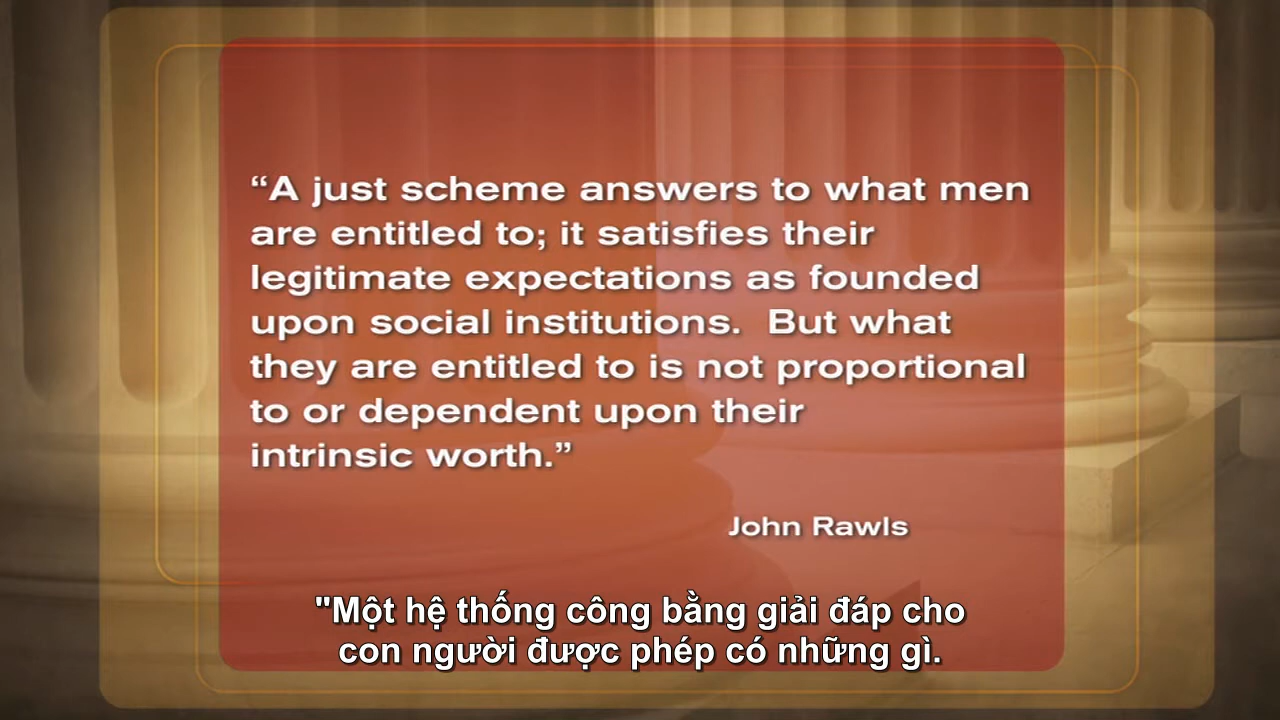 “A just scheme answers to what men
are entitled to; it satisfies their
legitimate expectations as founded
upon social institutions.  But what
they are entitled to is not proportional
to or dependent upon their
intrinsic worth.”
John Rawls
"Một hệ thống công bằng giải đáp cho
con người được phép có những gì.